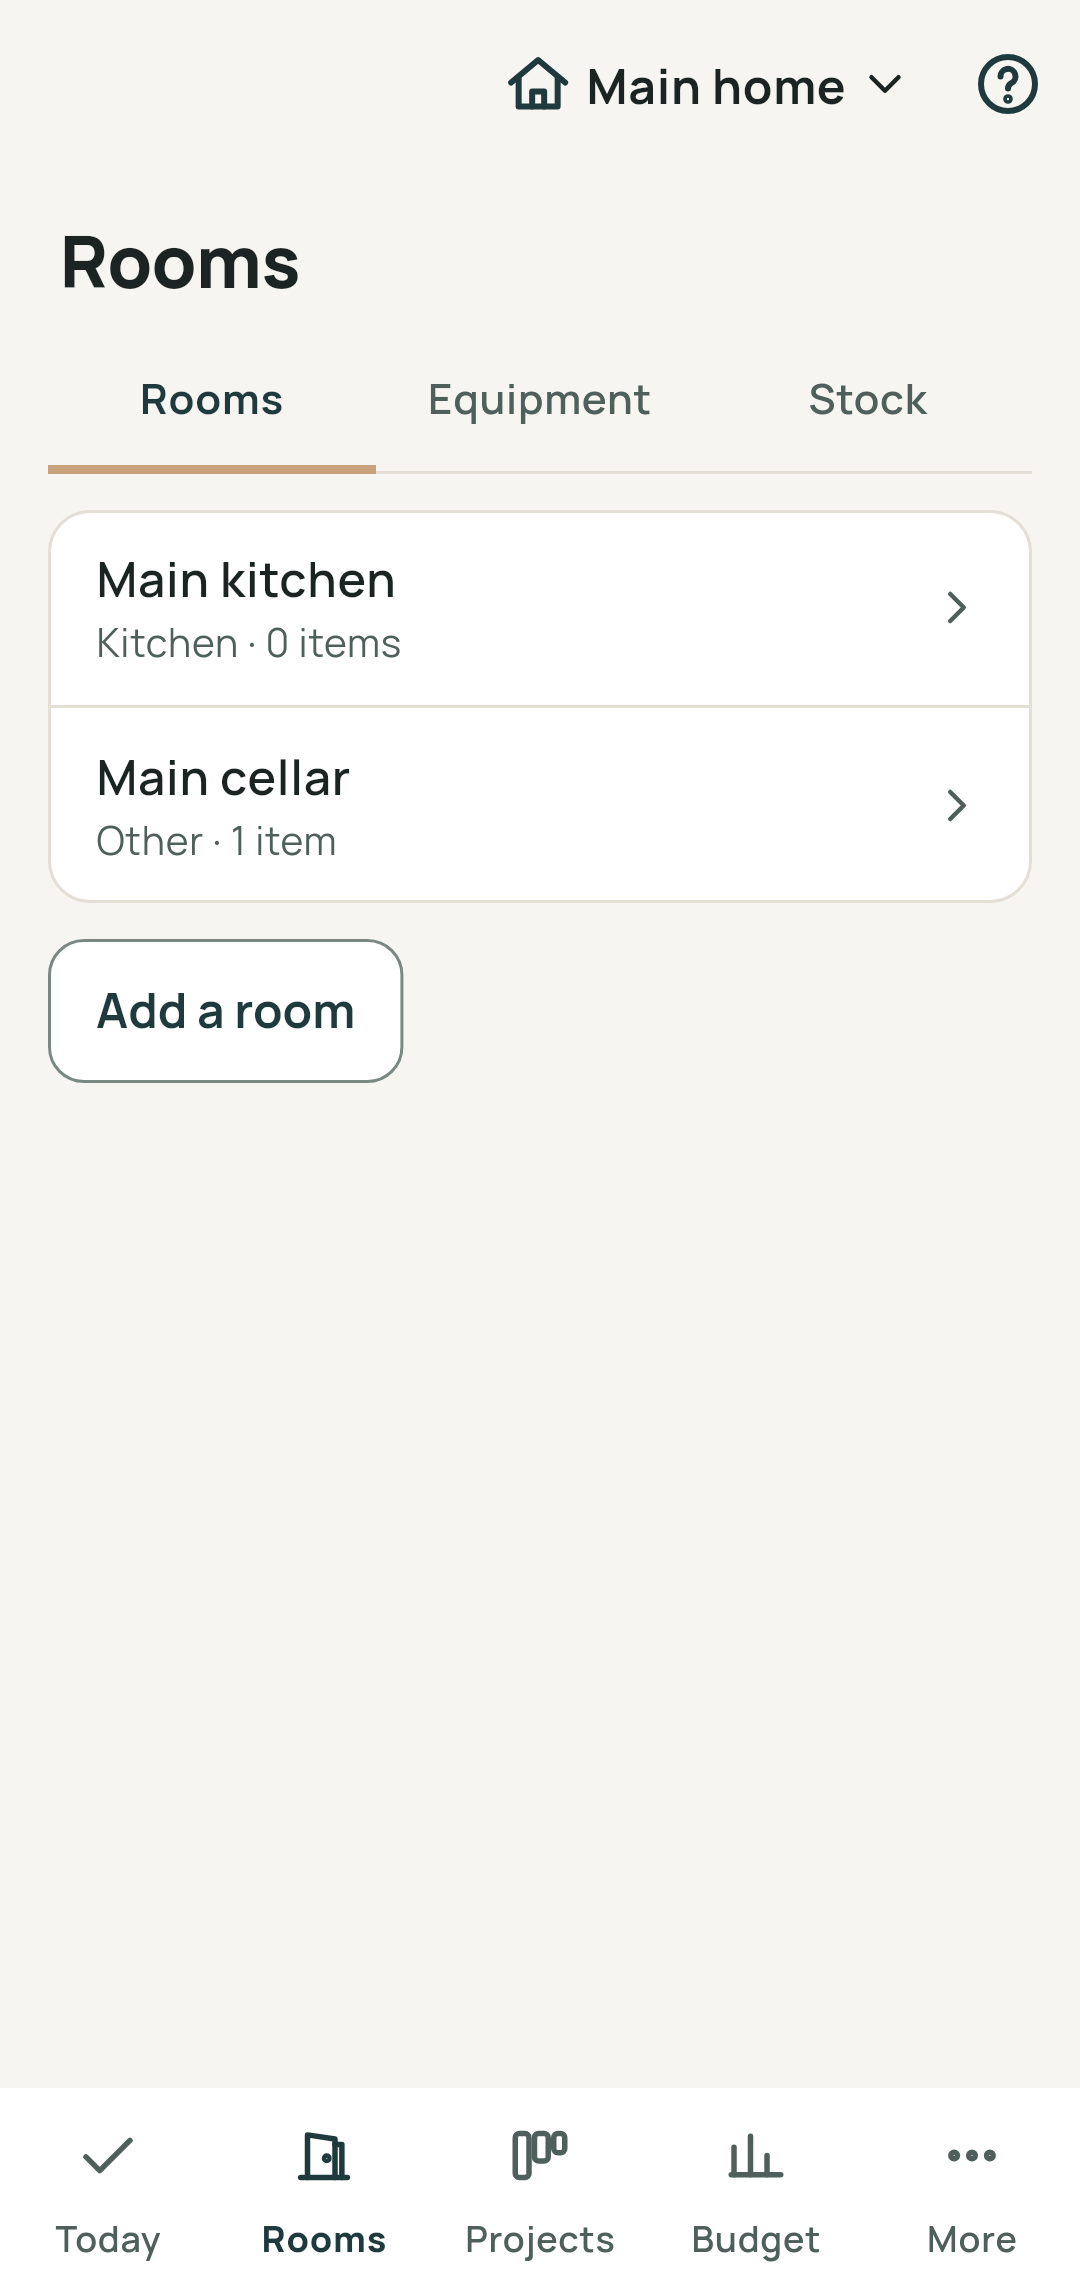 Main home
Rooms
Rooms
Equipment
Stock
Main kitchen
Kitchen · 0 items
Main cellar
Other · 1 item
Add a room
Today
Rooms
Projects
Budget
More